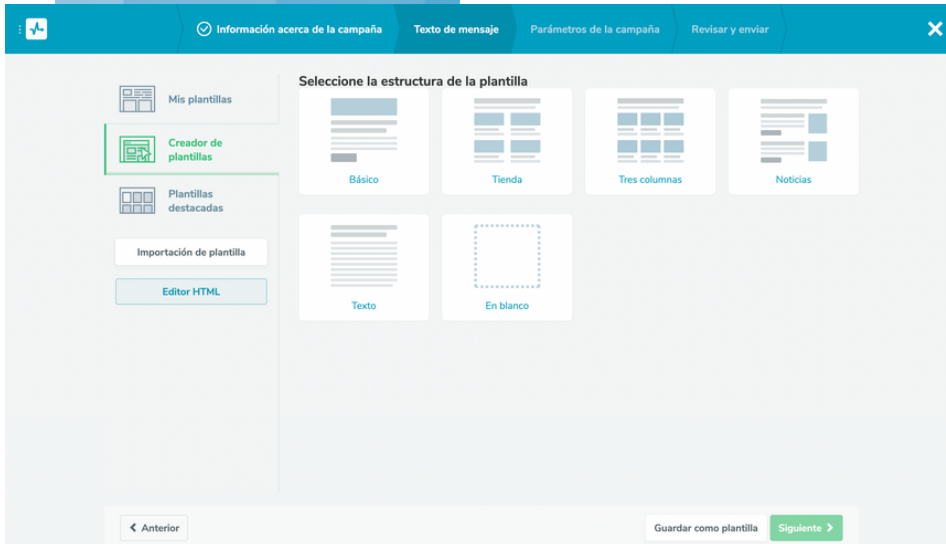 Información acerca de la campaña
Texto de mensaje
Parámetros de la campaña
Revisar y enviar
Mis plantillas
Creador de
plantillas
Plantillas
destacadas
Importación de plantilla
Editor HTML
Seleccione la estructura de la plantilla
Básico
Tienda
Tres columnas
Noticias
Texto
En blanco
Anterior
Guardar como plantilla
Siguiente